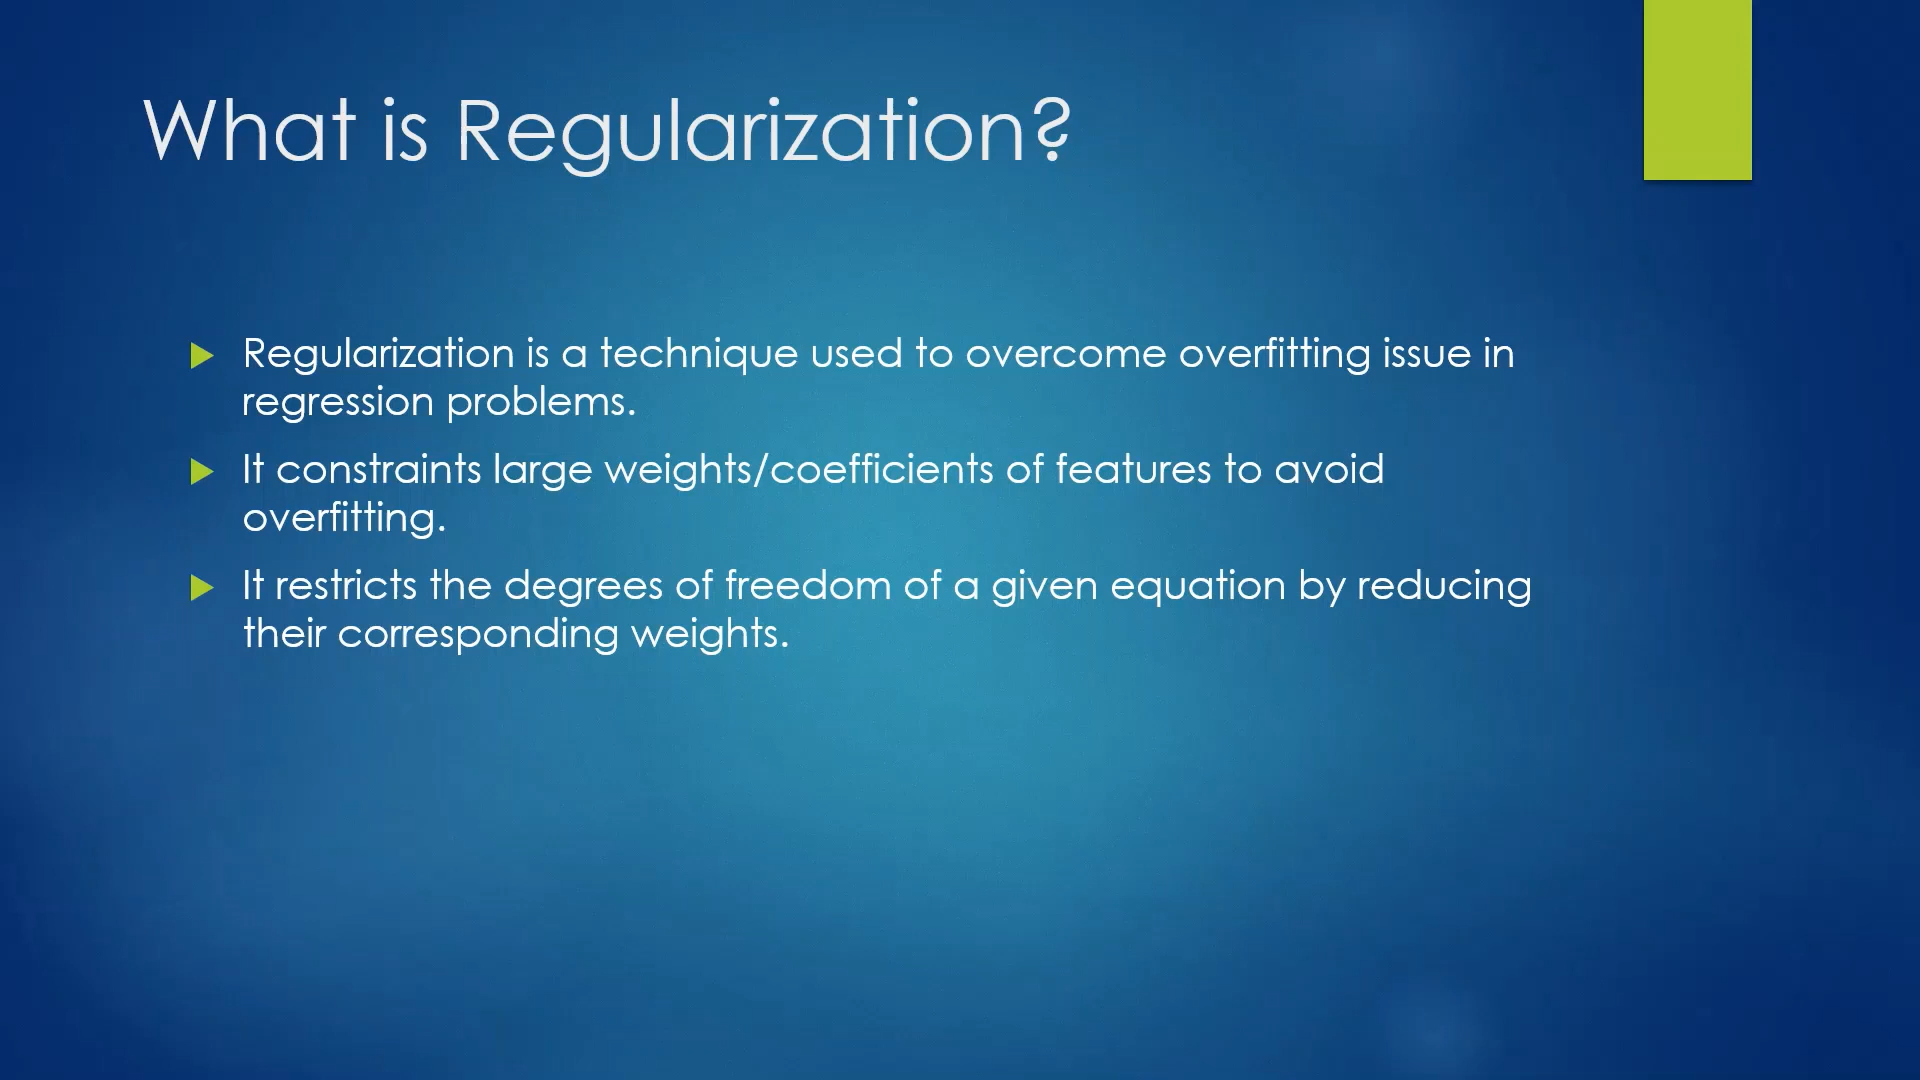 What is Regularization?
Regularization is a technique used to overcome overfitting issue in
regression problems.
It constraints large weights/coefficients of features to avoid
overfitting.
It restricts the degrees of freedom of a given equation by reducing
their corresponding weights.